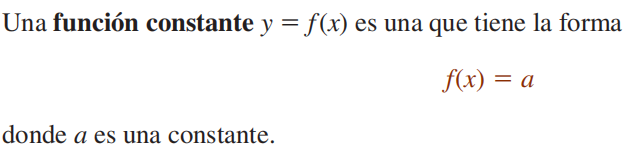 Una función constante y = f(x) es una que tiene la forma
f(x) = a
donde a es una constante.